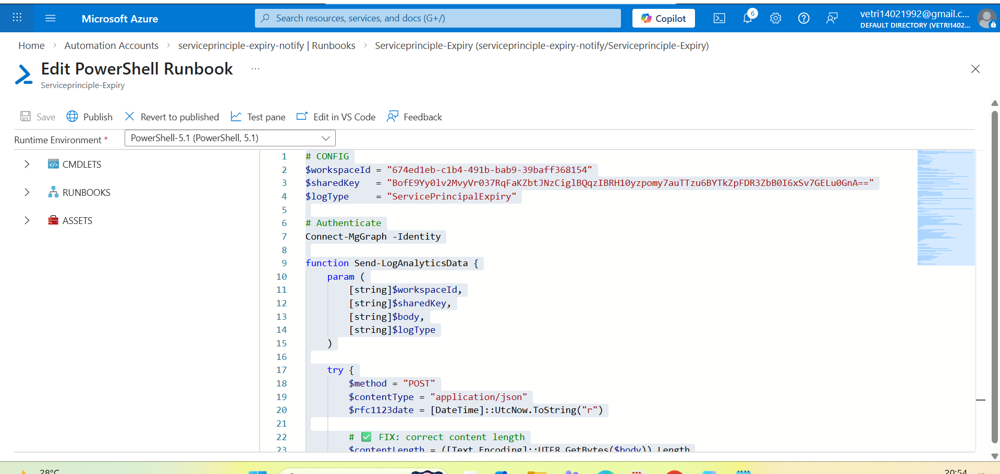 Microsoft Azure
Search resources, services, and docs (G+/)
Copilot
6
vetri14021992@gmail.c...
DEFAULT DIRECTORY (VETRI1402...
Home > Automation Accounts > serviceprinciple-expiry-notify | Runbooks > Serviceprinciple-Expiry (serviceprinciple-expiry-notify/Serviceprinciple-Expiry)
Edit PowerShell Runbook ...
Serviceprinciple-Expiry
Save Publish Revert to published Test pane Edit in VS Code Feedback
Runtime Environment * PowerShell-5.1 (PowerShell, 5.1)
CMDLETS
RUNBOOKS
ASSETS
1 # CONFIG
2 $workspaceId = "674ed1eb-c1b4-491b-bab9-39baff368154"
3 $sharedKey = "BofE9Yy0lv2MvyVr037RqFaKZbtJNzCiglBQqzIBRH10yzpomy7auTTzu6BYTkZpFDR3ZbB0I6xSv7GELu0GnA=="
4 $logType = "ServicePrincipalExpiry"
5
6 # Authenticate
7 Connect-MgGraph -Identity
8
9 function Send-LogAnalyticsData {
10 param (
11 [string]$workspaceId,
12 [string]$sharedKey,
13 [string]$body,
14 [string]$logType
15 )
16
17 try {
18 $method = "POST"
19 $contentType = "application/json"
20 $rfc1123date = [DateTime]::UtcNow.ToString("r")
21
22 # ✅ FIX: correct content length
23 $contentLength = ([Text.Encoding]::UTF8.GetBytes($body)).Length
28°C
20:54